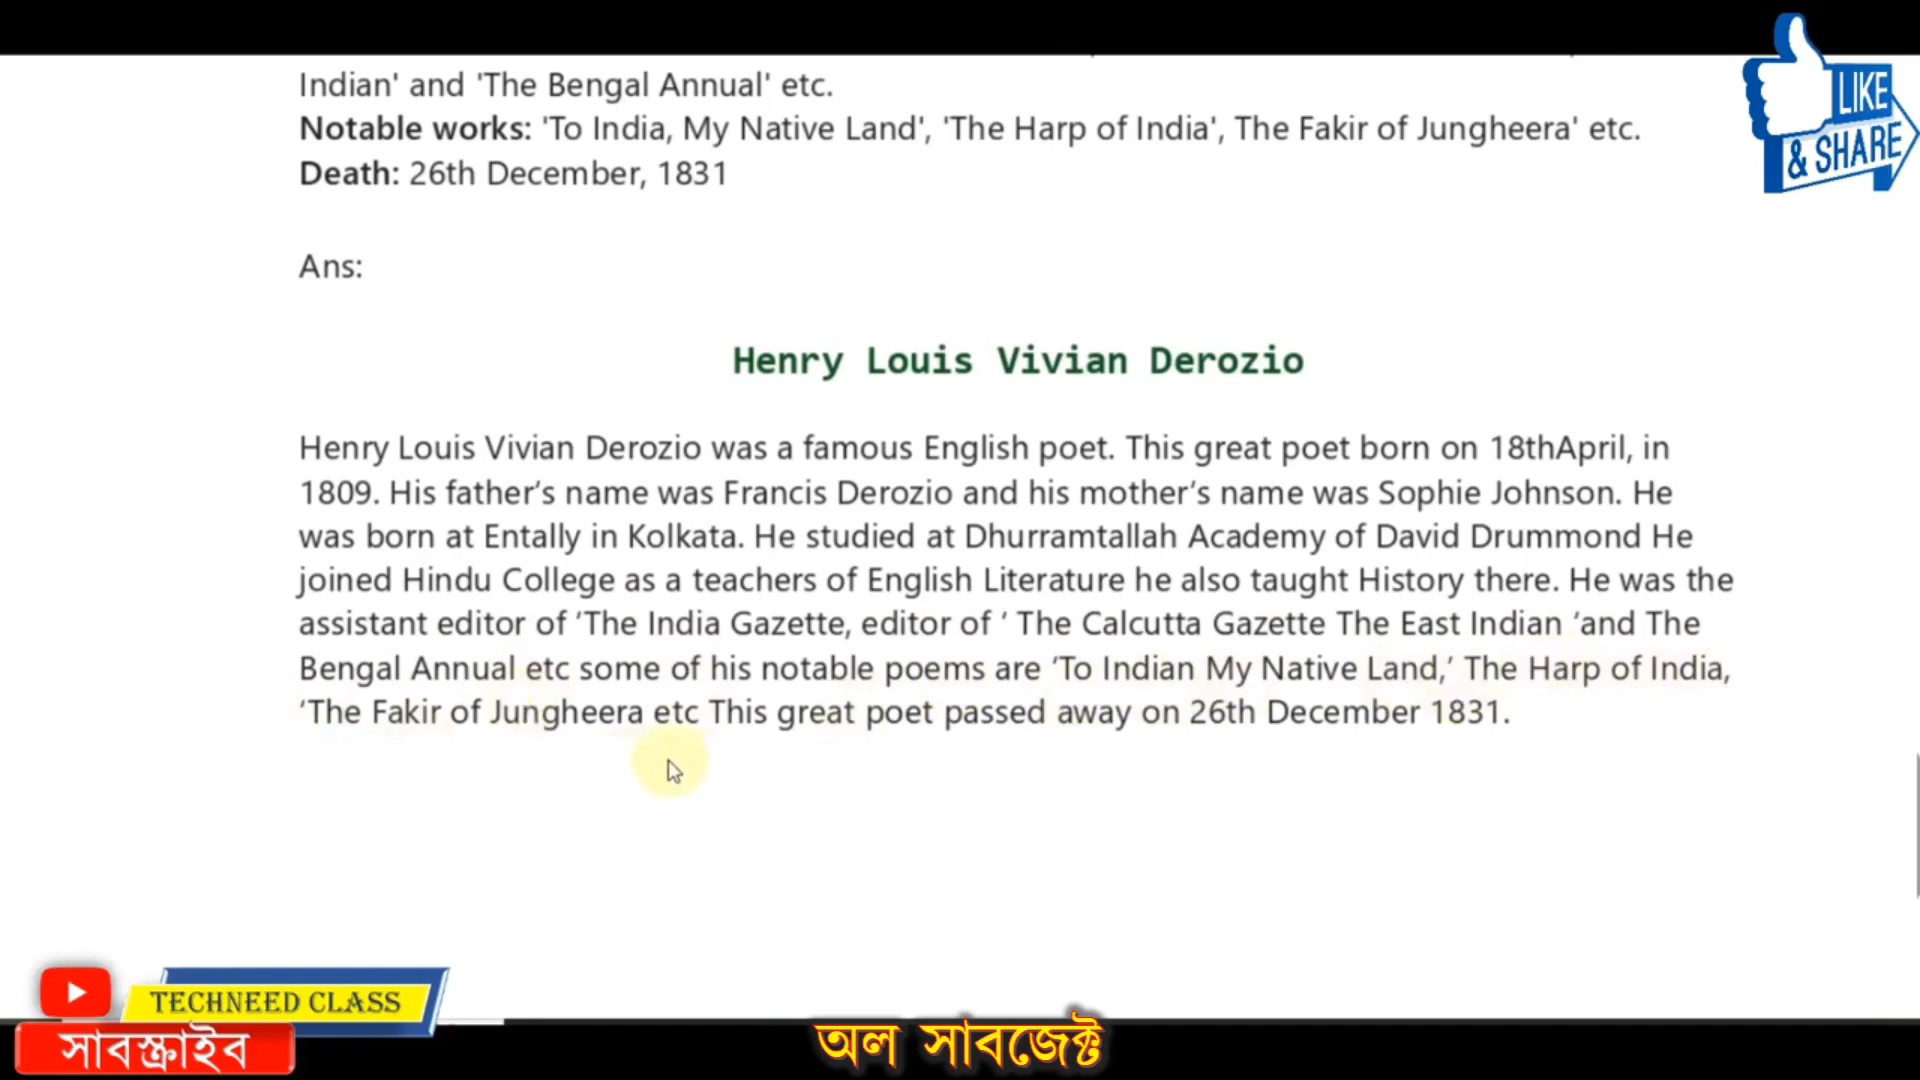 Indian' and 'The Bengal Annual' etc.
Notable works: 'To India, My Native Land', 'The Harp of India', The Fakir of Jungheera' etc.
Death: 26th December, 1831
Ans:
Henry Louis Vivian Derozio
Henry Louis Vivian Derozio was a famous English poet. This great poet born on 18thApril, in
1809. His father’s name was Francis Derozio and his mother’s name was Sophie Johnson. He
was born at Entally in Kolkata. He studied at Dhurramtallah Academy of David Drummond He
joined Hindu College as a teachers of English Literature he also taught History there. He was the
assistant editor of ‘The India Gazette, editor of ‘ The Calcutta Gazette The East Indian ‘and The
Bengal Annual etc some of his notable poems are ‘To Indian My Native Land,’ The Harp of India,
‘The Fakir of Jungheera etc This great poet passed away on 26th December 1831.
LIKE
& SHARE
TECHNEED CLASS
সাবস্ক্রাইব
অল সাবজেক্ট